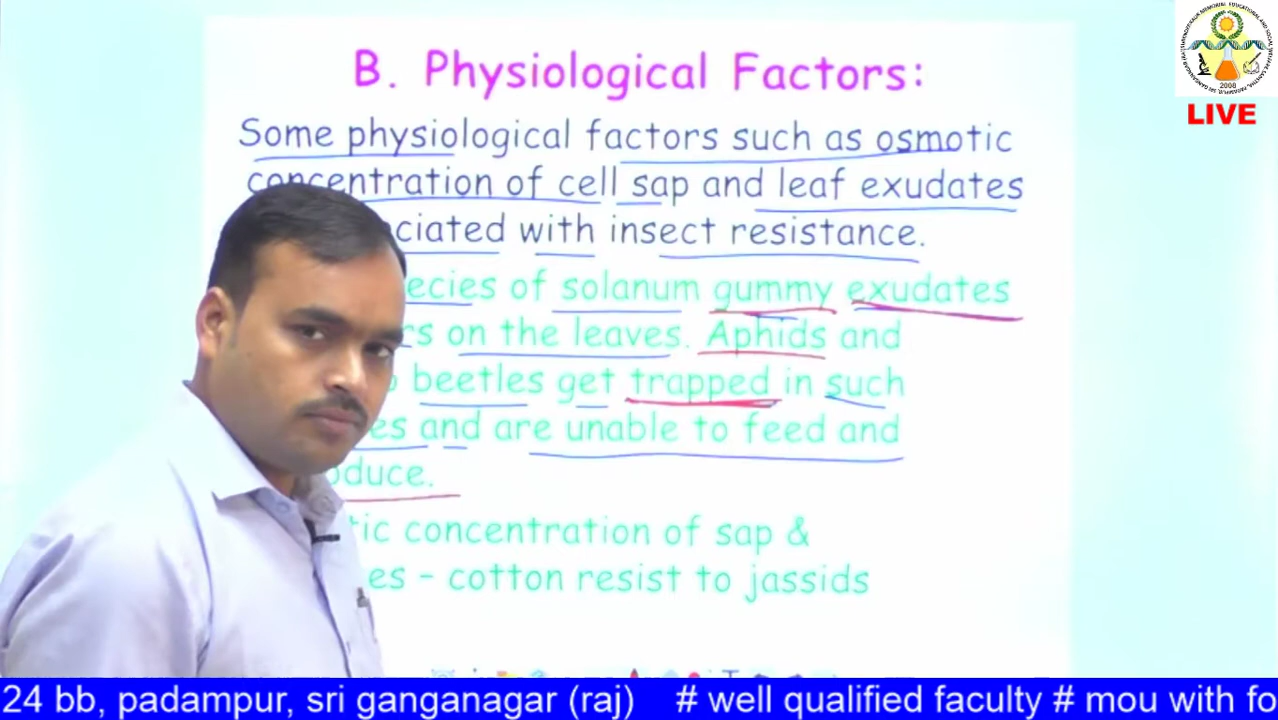 B. Physiological Factors:
Some physiological factors such as osmotic
concentration of cell sap and leaf exudates
ciated with insect resistance.
ecies of solanum gummy exudates
rs on the leaves. Aphids and
beetles get trapped in such
es and are unable to feed and
oduce.
tic concentration of sap &
es – cotton resist to jassids
2008
LIVE
24 bb, padampur, sri ganganagar (raj) # well qualified faculty # mou with fo